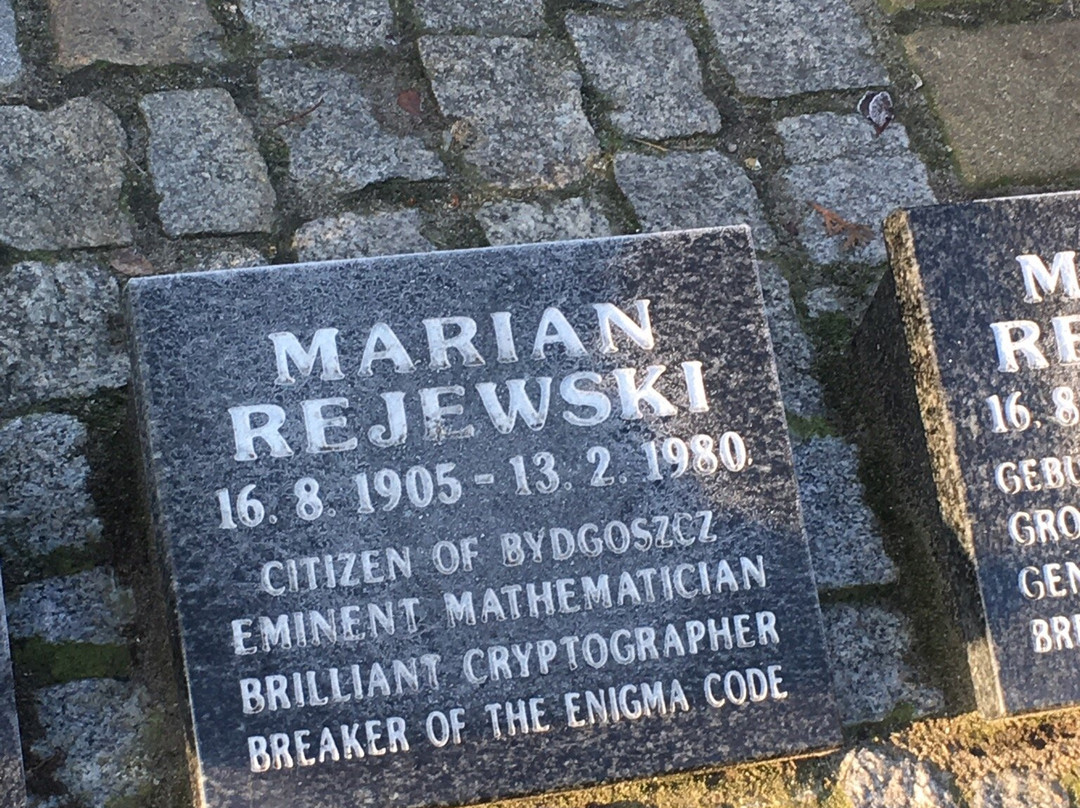 MARIAN
REJEWSKI
16. 8. 1905 - 13. 2. 1980
CITIZEN OF BYDGOSZCZ
EMINENT MATHEMATICIAN
BRILLIANT CRYPTOGRAPHER
BREAKER OF THE ENIGMA CODE